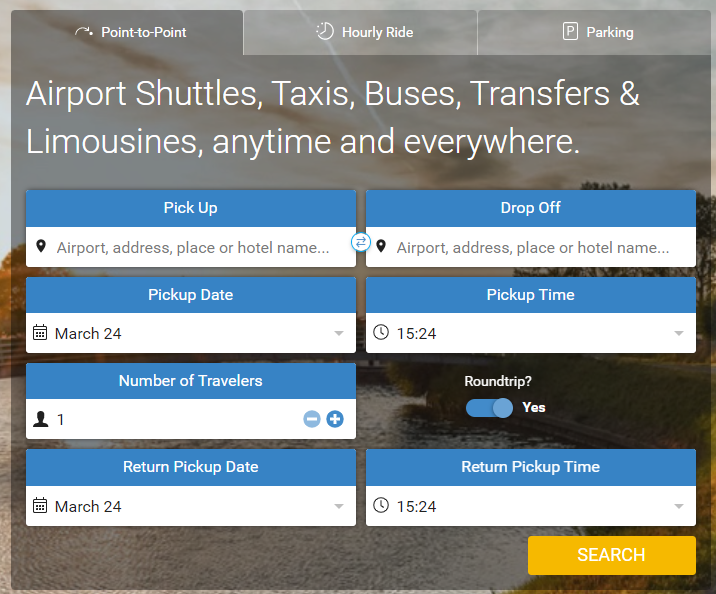 Point-to-Point
Hourly Ride
Parking
Airport Shuttles, Taxis, Buses, Transfers &
Limousines, anytime and everywhere.
Pick Up
Drop Off
Airport, address, place or hotel name...
Airport, address, place or hotel name...
Pickup Date
Pickup Time
March 24
15:24
Number of Travelers
Roundtrip?
1
Yes
Return Pickup Date
Return Pickup Time
March 24
15:24
SEARCH